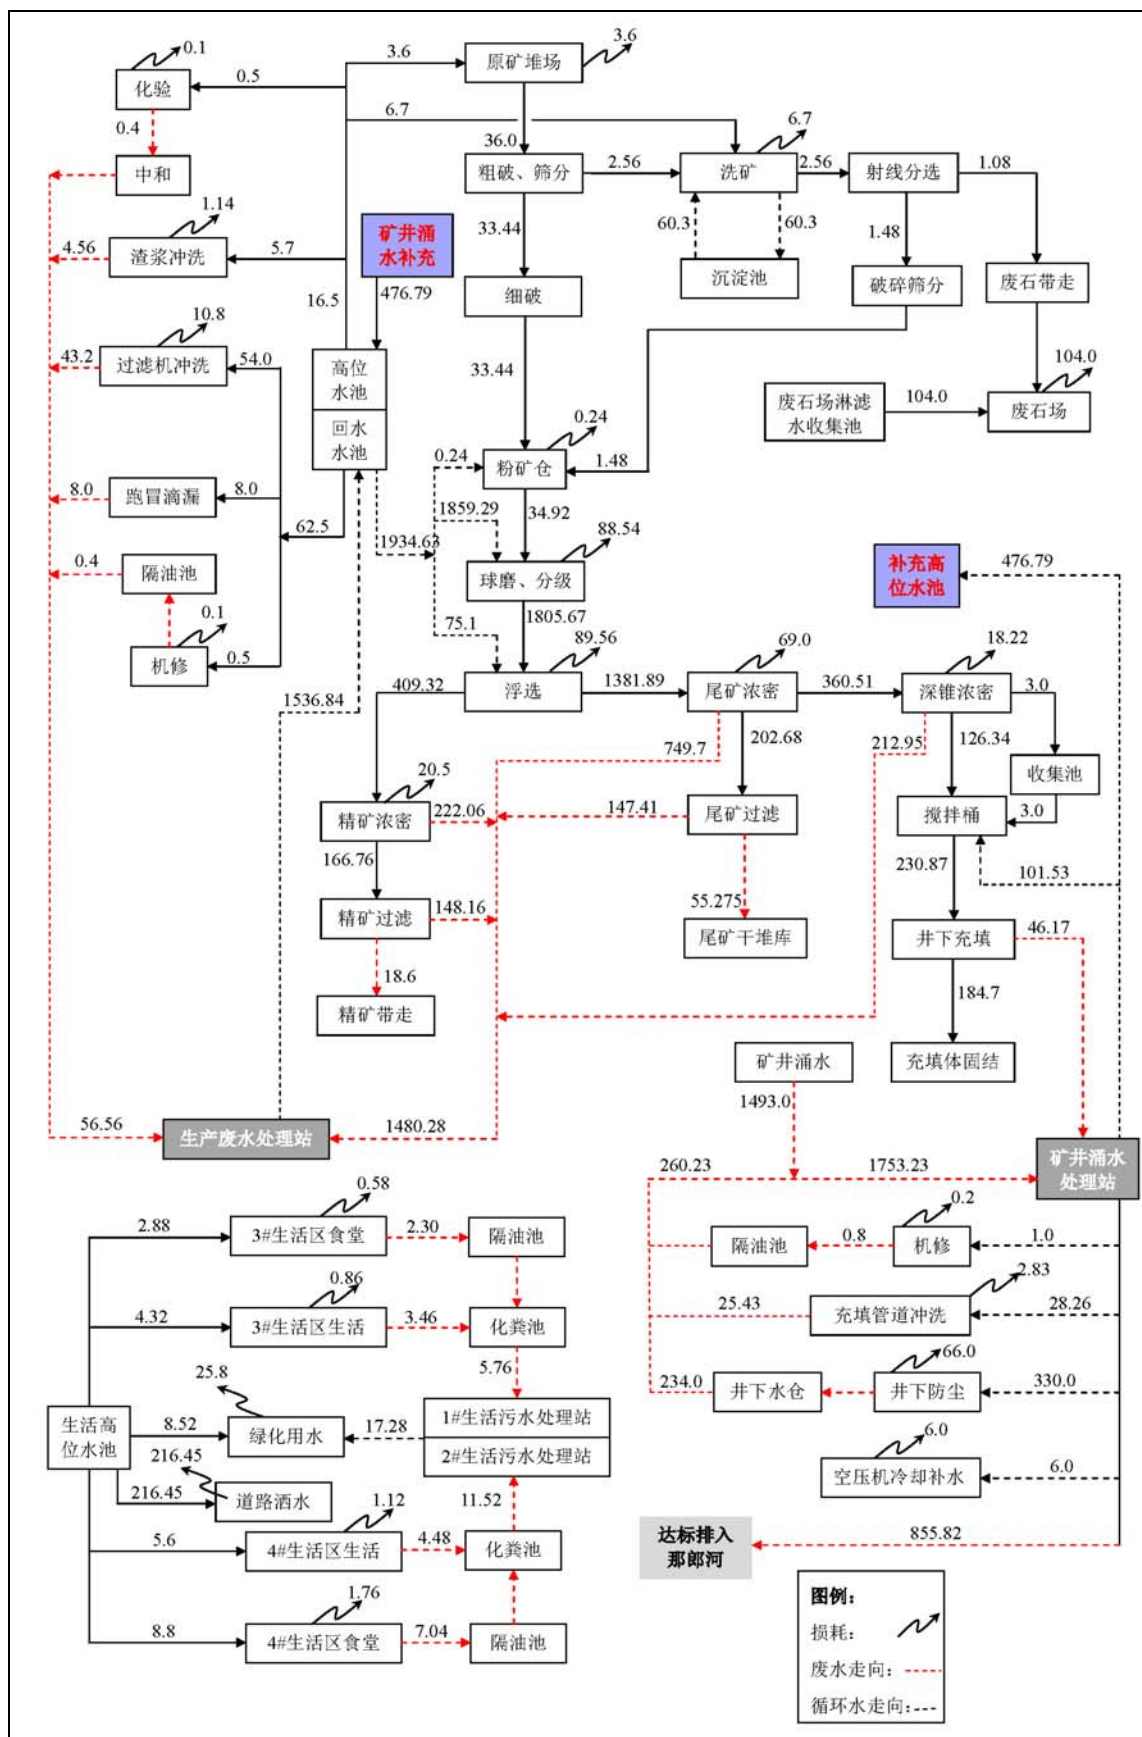 0.1
3.6
原矿堆场
3.6
化验
0.5
0.4
6.7
6.7
36.0
中和
粗破、筛分
2.56
洗矿
2.56
射线分选
1.08
1.14
4.56
渣浆冲洗
5.7
矿井涌
水补充
33.44
60.3
60.3
1.48
沉淀池
废石带走
16.5
476.79
细破
破碎筛分
10.8
43.2
过滤机冲洗
54.0
高位
水池
33.44
104.0
废石场淋滤
水收集池
104.0
废石场
回水
水池
0.24
0.24
粉矿仓
1.48
8.0
跑冒滴漏
8.0
62.5
1859.29
34.92
1934.63
88.54
0.4
隔油池
球磨、分级
补充高
位水池
476.79
0.1
75.1
1805.67
机修
0.5
89.56
69.0
18.22
1536.84
409.32
浮选
1381.89
尾矿浓密
360.51
深锥浓密
3.0
749.7
202.68
212.95
126.34
20.5
收集池
精矿浓密
222.06
147.41
尾矿过滤
搅拌桶
3.0
166.76
230.87
101.53
精矿过滤
148.16
55.275
尾矿干堆库
井下充填
46.17
18.6
184.7
精矿带走
矿井涌水
充填体固结
1493.0
56.56
生产废水处理站
1480.28
矿井涌水
处理站
260.23
1753.23
0.58
2.88
3#生活区食堂
2.30
隔油池
0.2
隔油池
0.8
机修
1.0
0.86
2.83
4.32
3#生活区生活
3.46
化粪池
25.43
充填管道冲洗
28.26
5.76
25.8
66.0
234.0
井下水仓
井下防尘
330.0
生活高
位水池
8.52
绿化用水
17.28
1#生活污水处理站
2#生活污水处理站
216.45
6.0
216.45
道路洒水
11.52
空压机冷却补水
6.0
1.12
5.6
4#生活区生活
4.48
化粪池
达标排入
那郎河
855.82
1.76
8.8
4#生活区食堂
7.04
隔油池
图例:
损耗:
废水走向:
循环水走向: